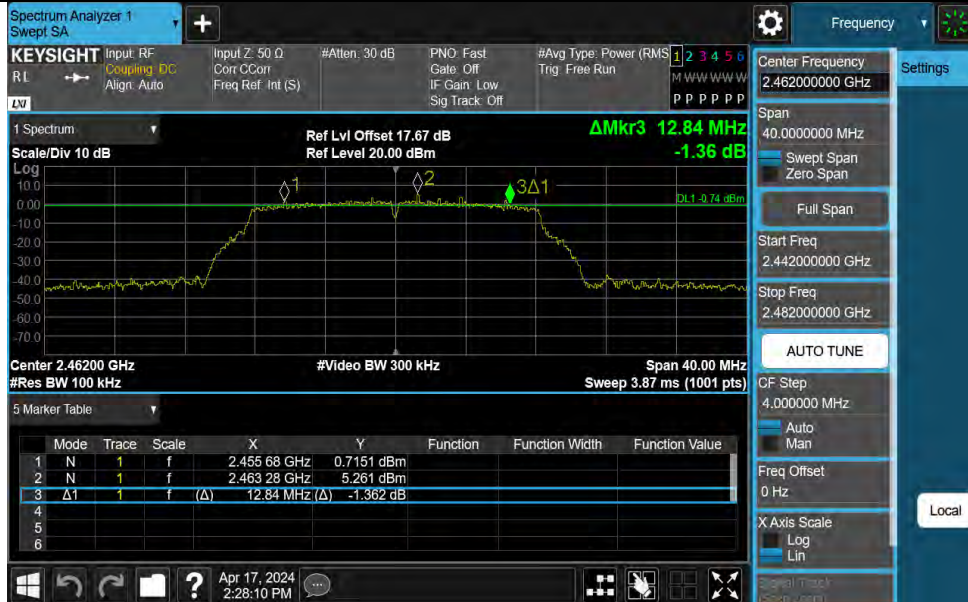 Spectrum Analyzer 1
Swept SA
Frequency
KEYSIGHT
RL
LXI
Input: RF
Coupling: DC
Align: Auto
Input Z: 50 Ω
Corr CCorr
Freq Ref: Int (S)
#Atten: 30 dB
PNO: Fast
Gate: Off
IF Gain: Low
Sig Track: Off
#Avg Type: Power (RMS
Trig: Free Run
1 2 3 4 5 6
M W W W W W
P P P P P P
1 Spectrum
Scale/Div 10 dB
Ref Lvl Offset 17.67 dB
Ref Level 20.00 dBm
ΔMkr3 12.84 MHz
-1.36 dB
Log
10.0
0.00
-10.0
-20.0
-30.0
-40.0
-50.0
-60.0
-70.0
1
2
3Δ1
DL1 -0.74 dBm
Center 2.46200 GHz
#Res BW 100 kHz
#Video BW 300 kHz
Span 40.00 MHz
Sweep 3.87 ms (1001 pts)
5 Marker Table
Mode Trace Scale X Y Function Function Width Function Value
1 N 1 f 2.455 68 GHz 0.7151 dBm
2 N 1 f 2.463 28 GHz 5.261 dBm
3 Δ1 1 f (Δ) 12.84 MHz (Δ) -1.362 dB
4
5
6
Apr 17, 2024
2:28:10 PM
Center Frequency
2.462000000 GHz
Span
40.0000000 MHz
Swept Span
Zero Span
Full Span
Start Freq
2.442000000 GHz
Stop Freq
2.482000000 GHz
AUTO TUNE
CF Step
4.000000 MHz
Auto
Man
Freq Offset
0 Hz
X Axis Scale
Log
Lin
Signal Track
(Span Zoom)
Settings
Local